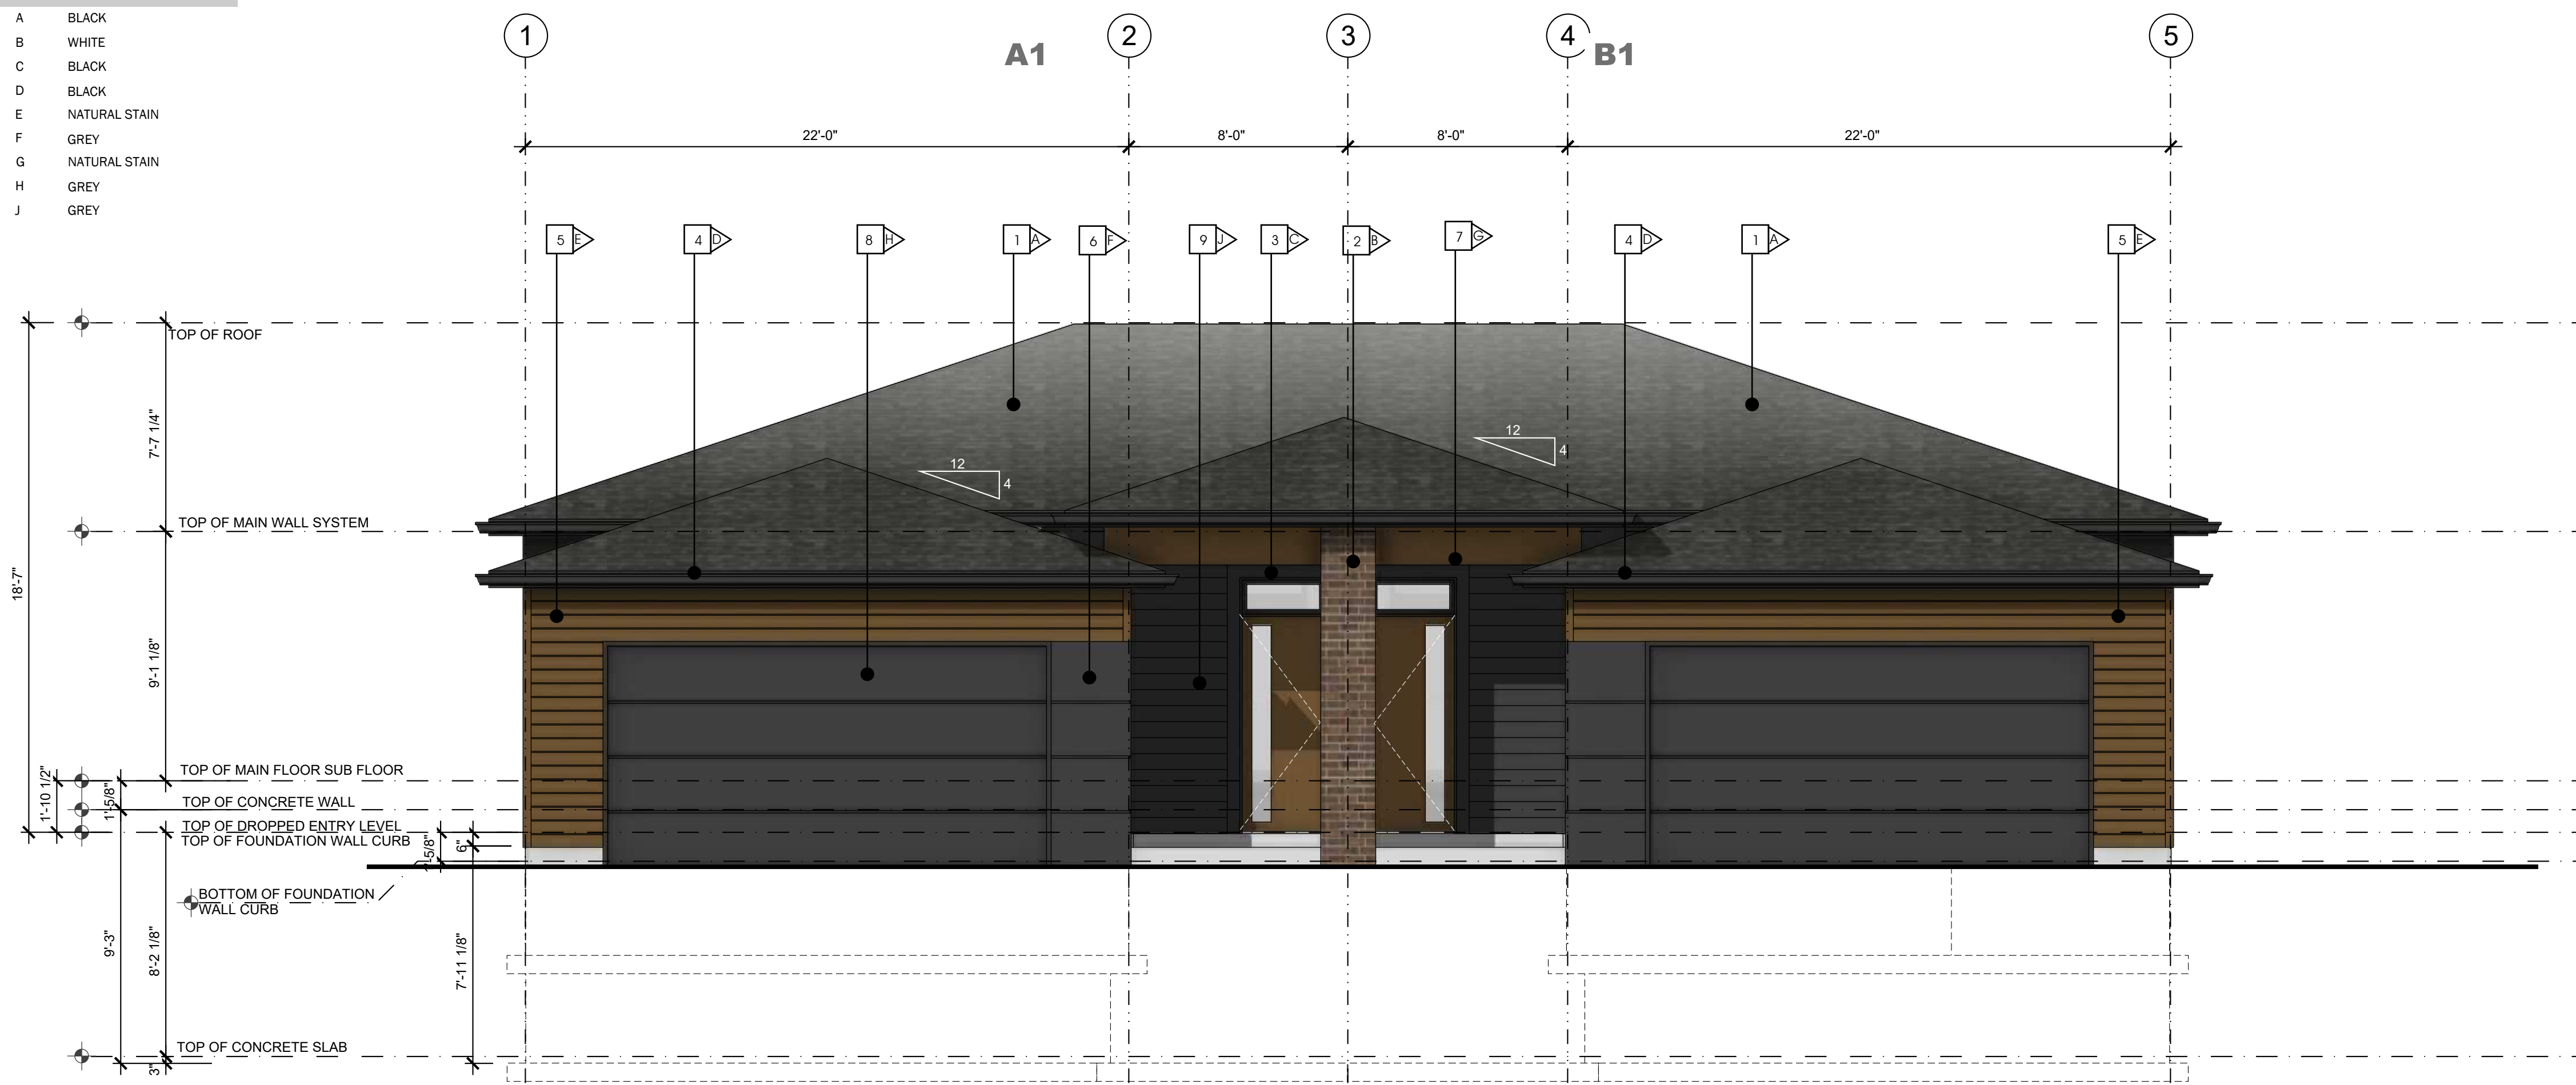 A BLACK
B WHITE
C BLACK
D BLACK
E NATURAL STAIN
F GREY
G NATURAL STAIN
H GREY
J GREY
1 2 3 4 5
A1 B1
22'-0" 8'-0" 8'-0" 22'-0"
5 E 4 D 8 H 1 A 6 F 9 J 3 C 2 B 7 G 4 D 1 A 5 E
TOP OF ROOF
7'-7 1/4"
12
4
12
4
TOP OF MAIN WALL SYSTEM
18'-7"
9'-1 1/8"
TOP OF MAIN FLOOR SUB FLOOR
1'-10 1/2"
1'-5/8"
TOP OF CONCRETE WALL
TOP OF DROPPED ENTRY LEVEL
TOP OF FOUNDATION WALL CURB
6"
BOTTOM OF FOUNDATION
WALL CURB
9'-3"
8'-2 1/8"
7'-11 1/8"
TOP OF CONCRETE SLAB
3"